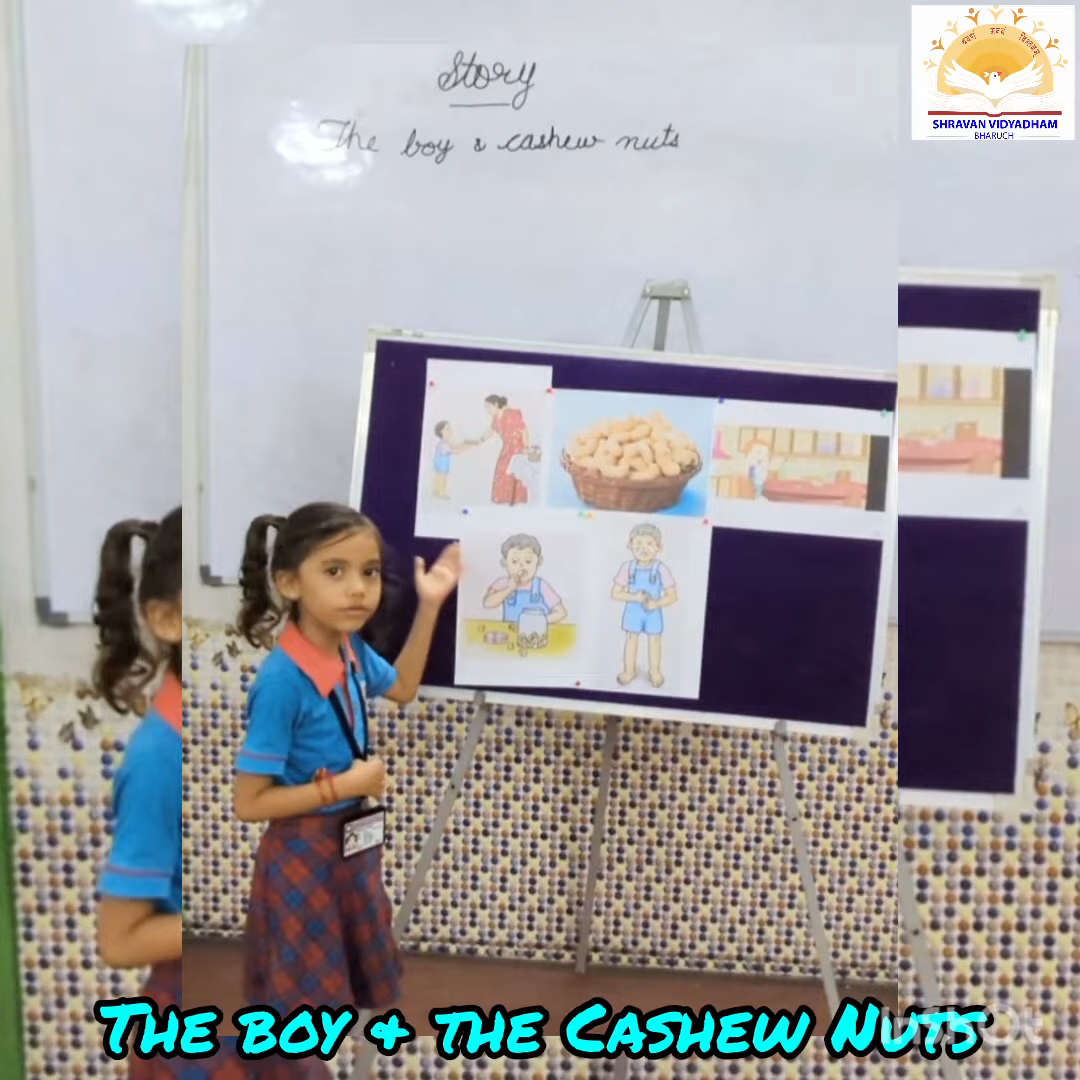 Story
The boy & cashew nuts
SHRAVAN VIDYADHAM
BHARUCH
THE BOY & THE CASHEW NUTS